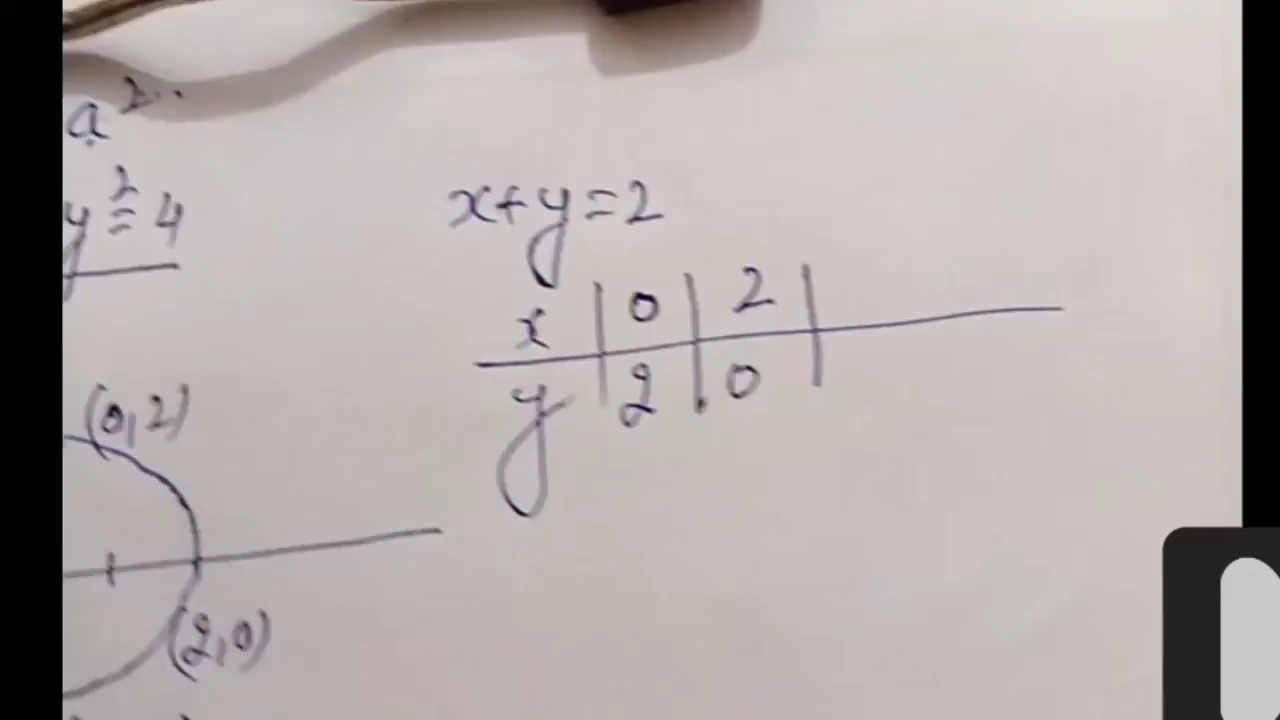 a²
y² = 4
x+y=2
x | 0 | 2 |
y | 2 | 0 |
(0,2)
(2,0)